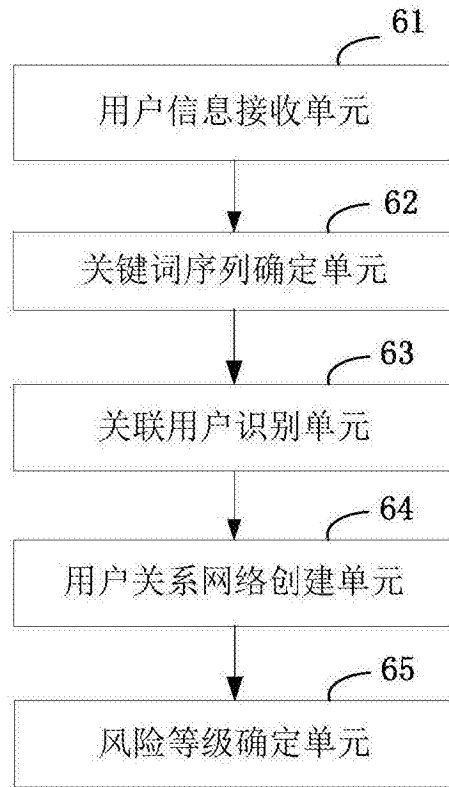 61
用户信息接收单元
62
关键词序列确定单元
63
关联用户识别单元
64
用户关系网络创建单元
65
风险等级确定单元